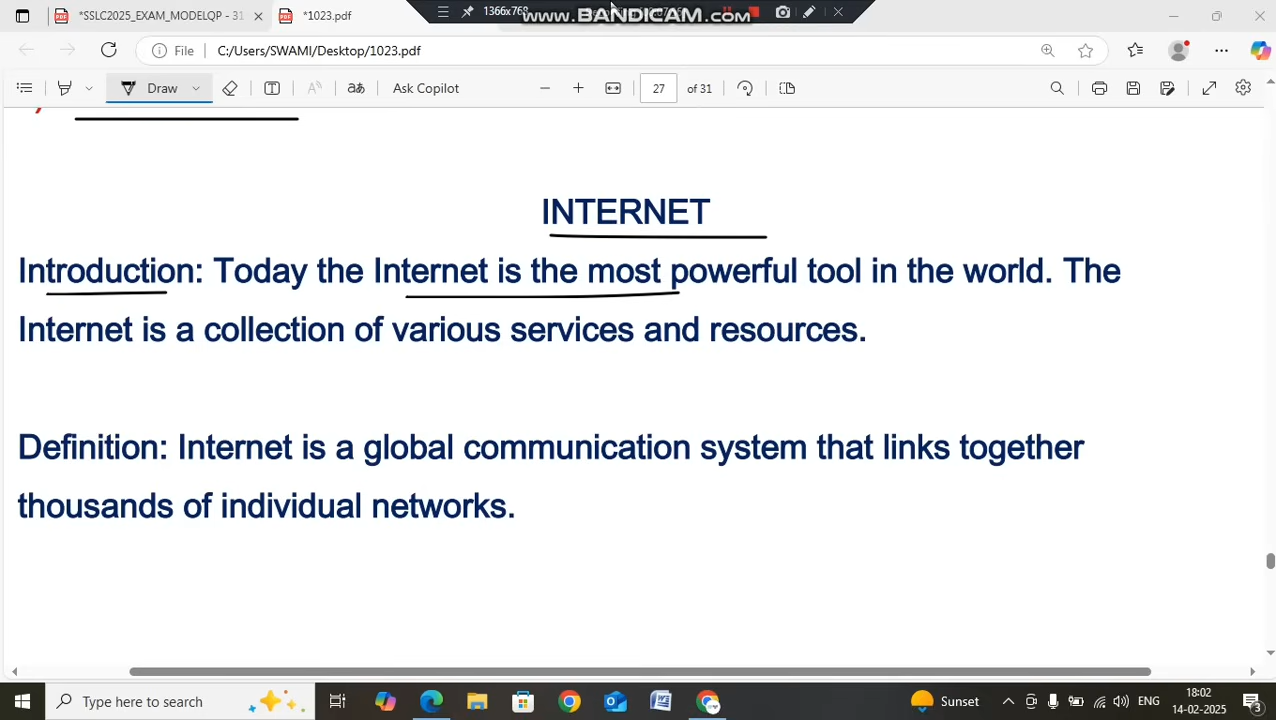 *SSLC2025_EXAM_MODELQP - 31
*1023.pdf
1366x768
www.BANDICAM.com
File
C:/Users/SWAMI/Desktop/1023.pdf
Draw
aあ
Ask Copilot
27
of 31
INTERNET
Introduction: Today the Internet is the most powerful tool in the world. The
Internet is a collection of various services and resources.
Definition: Internet is a global communication system that links together
thousands of individual networks.
Type here to search
Sunset
ENG
18:02
14-02-2025
3